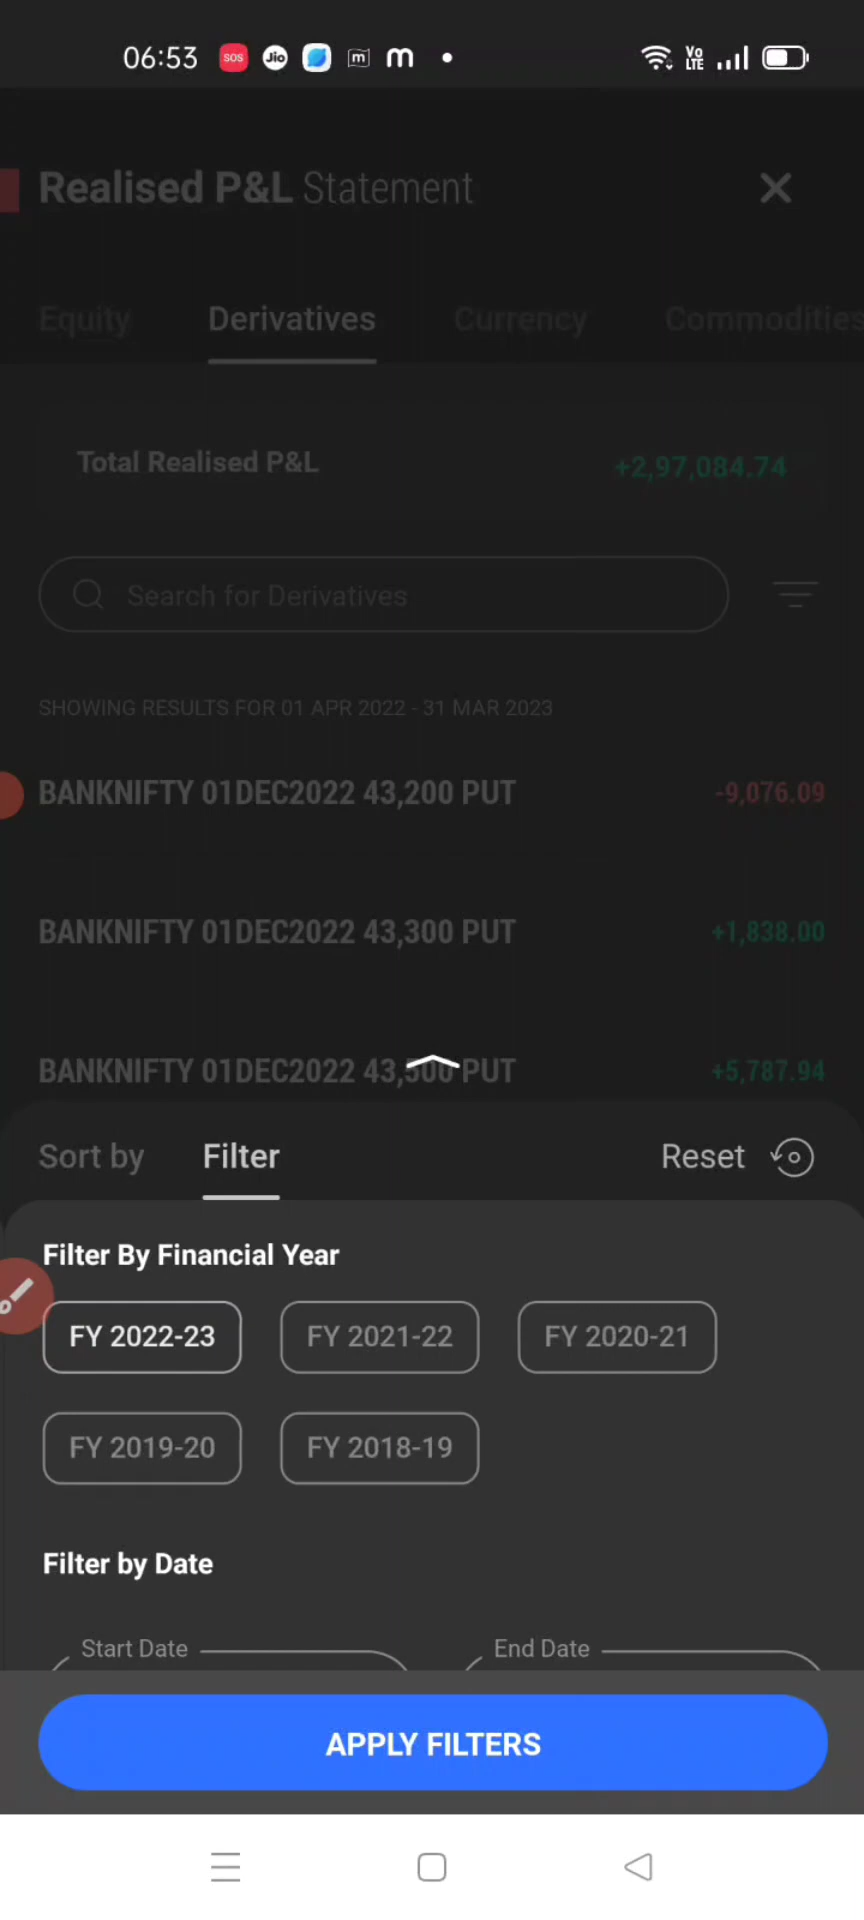 06:53 SOS Jio m m Vo LTE
Realised P&L Statement
Equity Derivatives Currency Commodities
Total Realised P&L +2,97,084.74
Search for Derivatives
SHOWING RESULTS FOR 01 APR 2022 - 31 MAR 2023
BANKNIFTY 01DEC2022 43,200 PUT -9,076.09
BANKNIFTY 01DEC2022 43,300 PUT +1,838.00
BANKNIFTY 01DEC2022 43,500 PUT +5,787.94
Sort by Filter Reset
Filter By Financial Year
FY 2022-23 FY 2021-22 FY 2020-21
FY 2019-20 FY 2018-19
Filter by Date
Start Date End Date
APPLY FILTERS